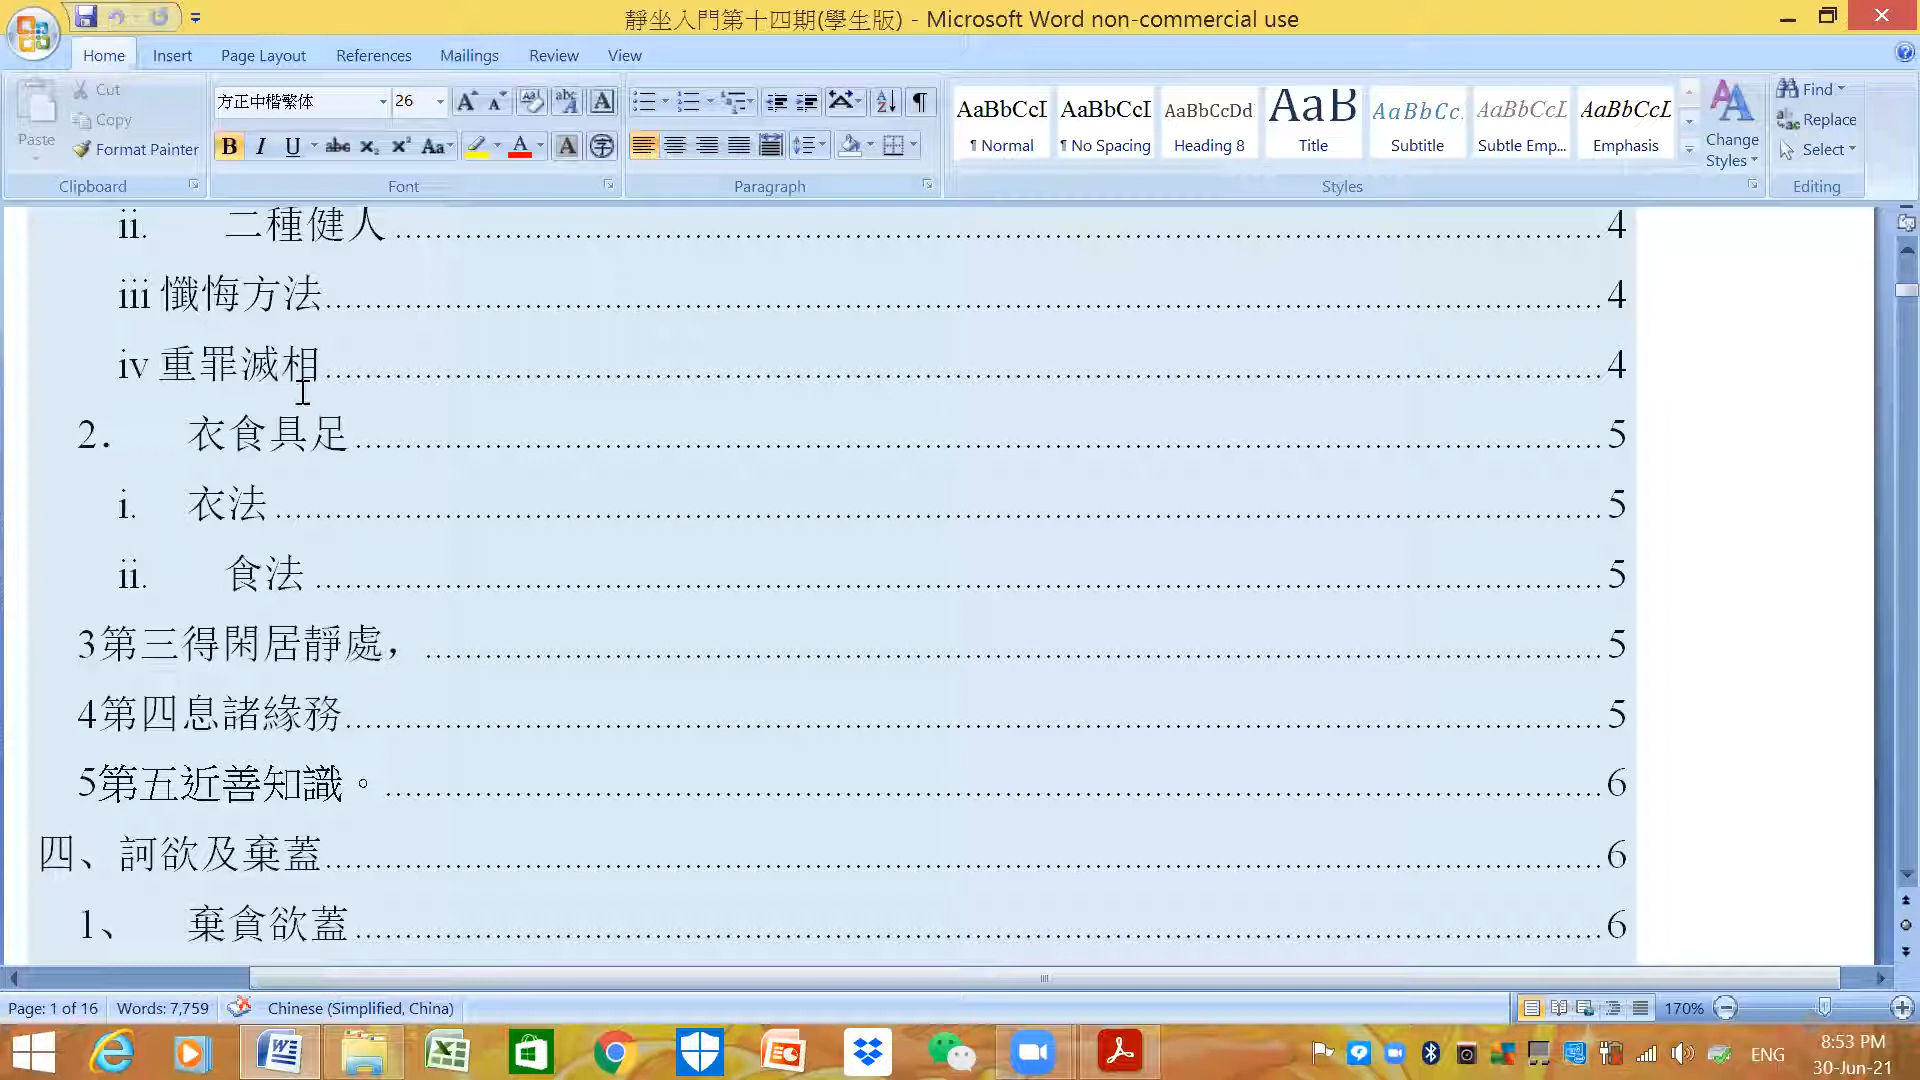 靜坐入門第十四期(學生版) - Microsoft Word non-commercial use
Home Insert Page Layout References Mailings Review View
Paste
Cut
Copy
Format Painter
Clipboard
方正中楷繁体 26
Font
Paragraph
AaBbCcI AaBbCcI AaBbCcDd AaB AaBbCc. AaBbCcL AaBbCcL
¶ Normal ¶ No Spacing Heading 8 Title Subtitle Subtle Emp... Emphasis
Change Styles
Styles
Find
Replace
Select
Editing
ii. 二種健人 4
iii 懺悔方法 4
iv 重罪滅相 4
2. 衣食具足 5
i. 衣法 5
ii. 食法 5
3第三得閑居靜處, 5
4第四息諸緣務 5
5第五近善知識。 6
四、訶欲及棄蓋 6
1、 棄貪欲蓋 6
Page: 1 of 16 Words: 7,759 Chinese (Simplified, China) 170%
ENG
8:53 PM
30-Jun-21